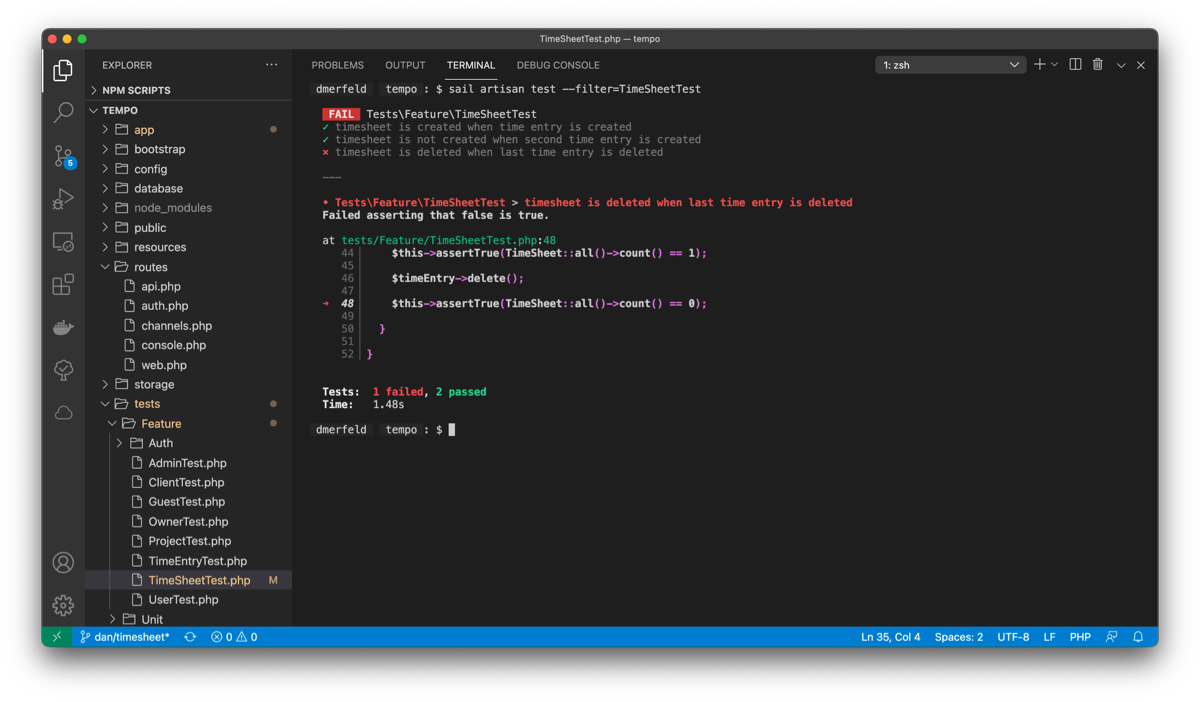 TimeSheetTest.php — tempo
EXPLORER
NPM SCRIPTS
TEMPO
app
bootstrap
config
database
node_modules
public
resources
routes
api.php
auth.php
channels.php
console.php
web.php
storage
tests
Feature
Auth
AdminTest.php
ClientTest.php
GuestTest.php
OwnerTest.php
ProjectTest.php
TimeEntryTest.php
TimeSheetTest.php M
UserTest.php
Unit
5
PROBLEMS OUTPUT TERMINAL DEBUG CONSOLE 1: zsh
dmerfeld tempo : $ sail artisan test --filter=TimeSheetTest
FAIL Tests\Feature\TimeSheetTest
✓ timesheet is created when time entry is created
✓ timesheet is not created when second time entry is created
⨯ timesheet is deleted when last time entry is deleted
———
• Tests\Feature\TimeSheetTest > timesheet is deleted when last time entry is deleted
Failed asserting that false is true.
at tests/Feature/TimeSheetTest.php:48
44 $this->assertTrue(TimeSheet::all()->count() == 1);
45
46 $timeEntry->delete();
47
➜ 48 $this->assertTrue(TimeSheet::all()->count() == 0);
49
50 }
51
52 }
Tests: 1 failed, 2 passed
Time: 1.48s
dmerfeld tempo : $
dan/timesheet* 0 0 Ln 35, Col 4 Spaces: 2 UTF-8 LF PHP